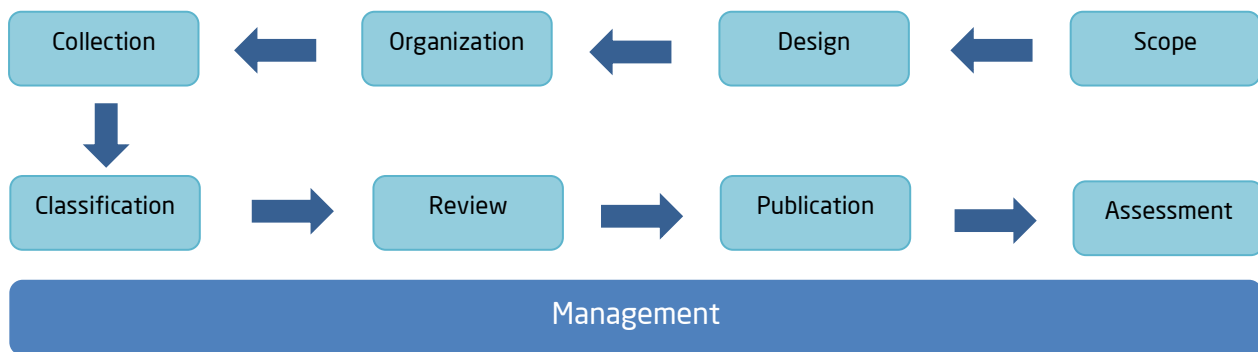 Collection
Organization
Design
Scope
Classification
Review
Publication
Assessment
Management